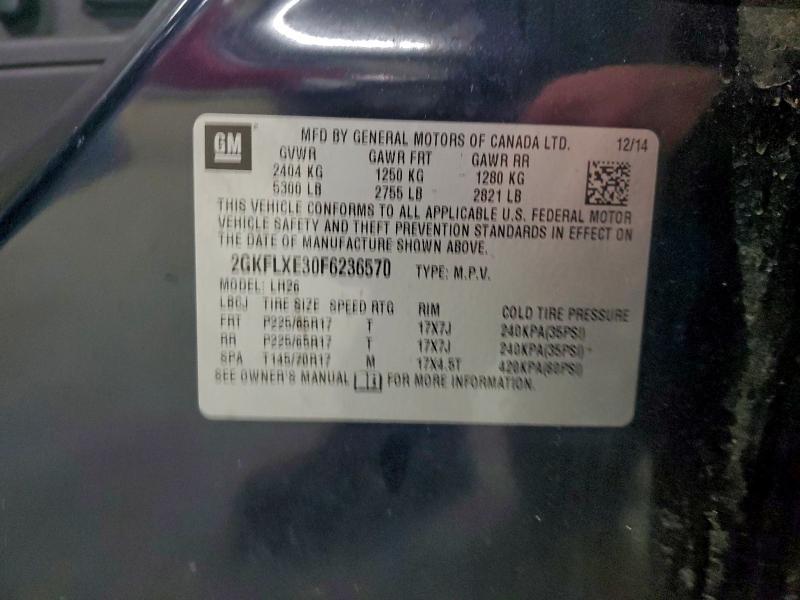 GM MFD BY GENERAL MOTORS OF CANADA LTD. 12/14
GVWR GAWR FRT GAWR RR
2404 KG 1250 KG 1280 KG
5300 LB 2755 LB 2821 LB
THIS VEHICLE CONFORMS TO ALL APPLICABLE U.S. FEDERAL MOTOR
VEHICLE SAFETY AND THEFT PREVENTION STANDARDS IN EFFECT ON
THE DATE OF MANUFACTURE SHOWN ABOVE.
2GKFLXE30F6236570 TYPE: M.P.V.
MODEL: LH26
LBCJ TIRE SIZE SPEED RTG RIM COLD TIRE PRESSURE
FRT P225/65R17 T 17X7J 240KPA(35PSI)
RR P225/65R17 T 17X7J 240KPA(35PSI)
SPA T145/70R17 M 17X4.5T 420KPA(60PSI)
SEE OWNER'S MANUAL FOR MORE INFORMATION.